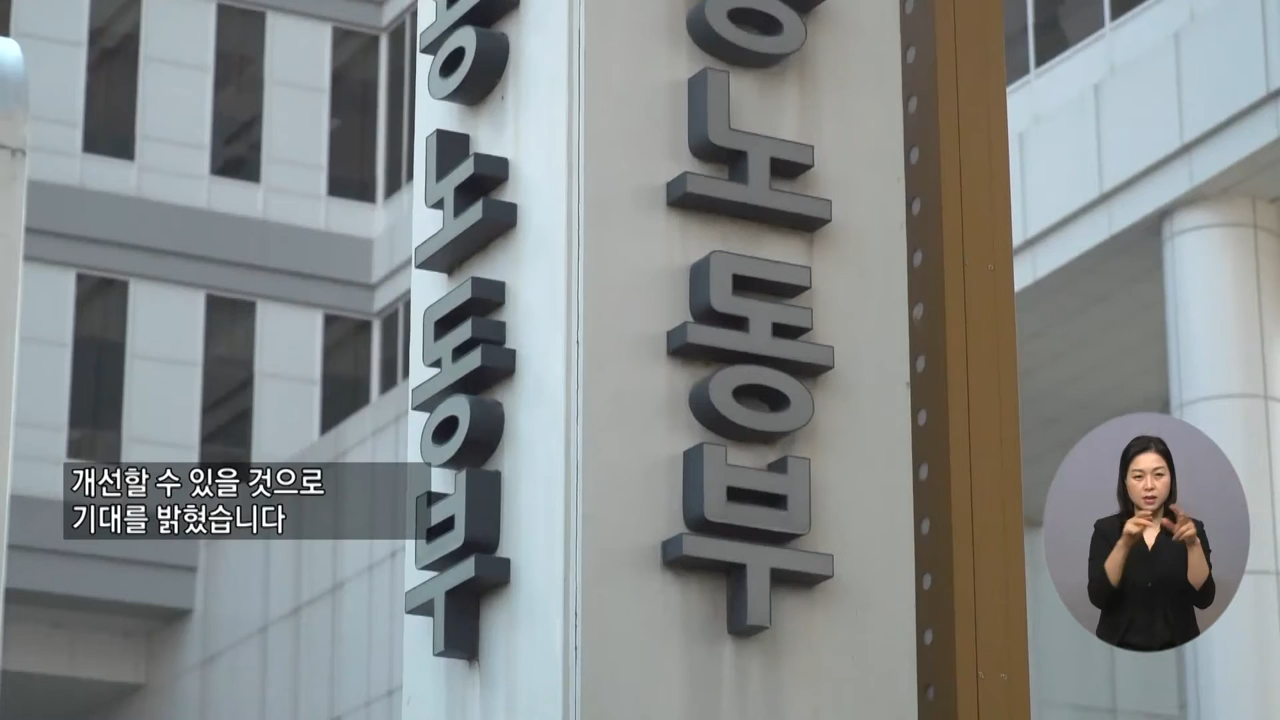 노동부
노동부
개선할 수 있을 것으로
기대를 밝혔습니다